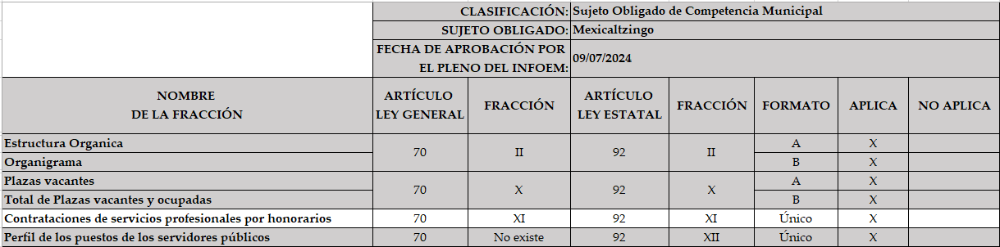 CLASIFICACIÓN: Sujeto Obligado de Competencia Municipal
SUJETO OBLIGADO: Mexicaltzingo
FECHA DE APROBACIÓN POR
EL PLENO DEL INFOEM: 09/07/2024
NOMBRE
DE LA FRACCIÓN
ARTÍCULO
LEY GENERAL
FRACCIÓN
ARTÍCULO
LEY ESTATAL
FRACCIÓN
FORMATO
APLICA
NO APLICA
Estructura Organica 70 II 92 II A X
Organigrama B X
Plazas vacantes 70 X 92 X A X
Total de Plazas vacantes y ocupadas B X
Contrataciones de servicios profesionales por honorarios 70 XI 92 XI Único X
Perfil de los puestos de los servidores públicos 70 No existe 92 XII Único X